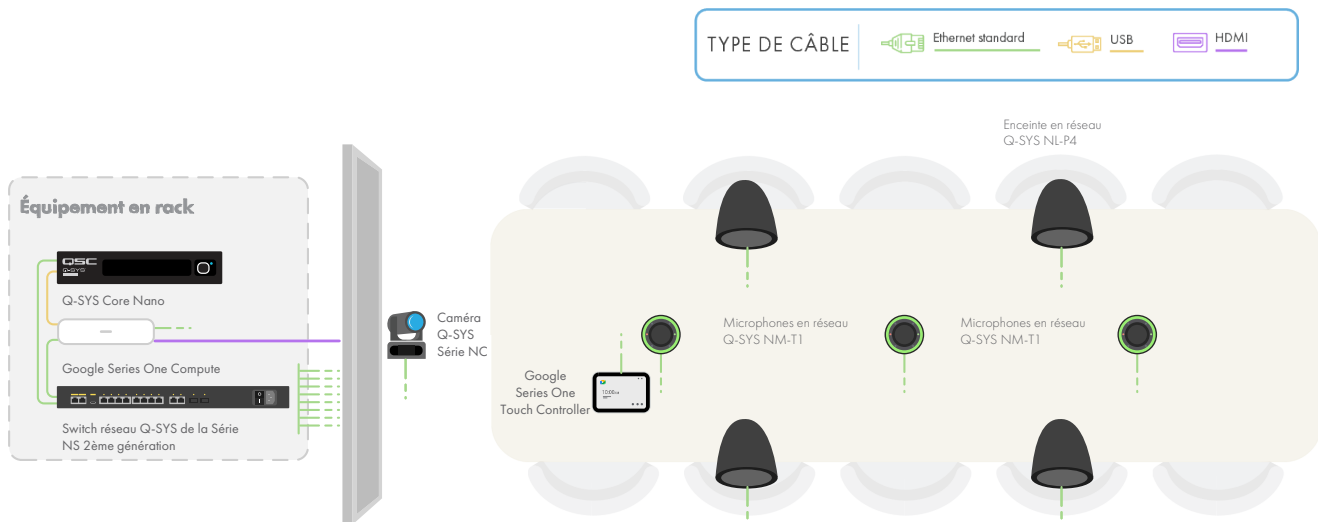 TYPE DE CÂBLE
Ethernet standard
USB
HDMI
Enceinte en réseau
Q-SYS NL-P4
Équipement en rack
QSC
Q-SYS
Q-SYS Core Nano
Google Series One Compute
Switch réseau Q-SYS de la Série
NS 2ème génération
Caméra
Q-SYS
Série NC
Microphones en réseau
Q-SYS NM-T1
Microphones en réseau
Q-SYS NM-T1
Google
Series One
Touch Controller
10:00